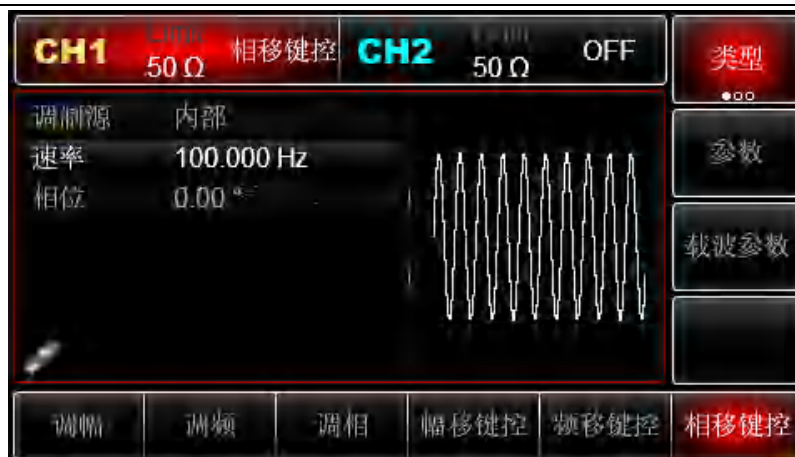 CH1 Limit 50 Ω 相移键控 CH2 Limit 50 Ω OFF
类型
调制源 内部
速率 100.000 Hz
相位 0.00 °
参数
载波参数
调幅 调频 调相 幅移键控 频移键控 相移键控